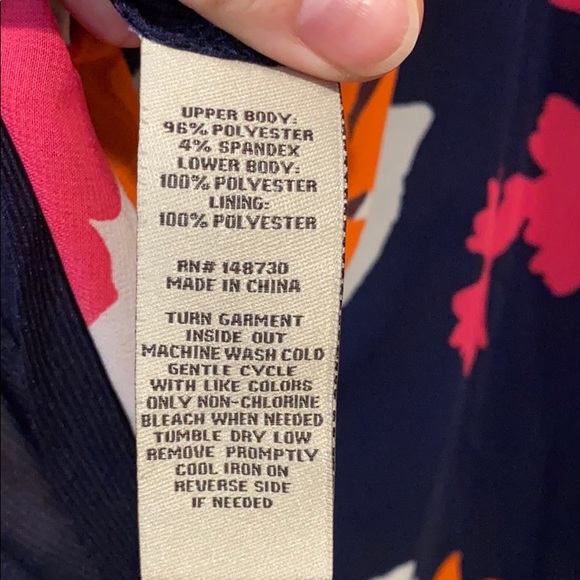 UPPER BODY:
96% POLYESTER
4% SPANDEX
LOWER BODY:
100% POLYESTER
LINING:
100% POLYESTER
RN# 148730
MADE IN CHINA
TURN GARMENT
INSIDE OUT
MACHINE WASH COLD
GENTLE CYCLE
WITH LIKE COLORS
ONLY NON-CHLORINE
BLEACH WHEN NEEDED
TUMBLE DRY LOW
REMOVE PROMPTLY
COOL IRON ON
REVERSE SIDE
IF NEEDED